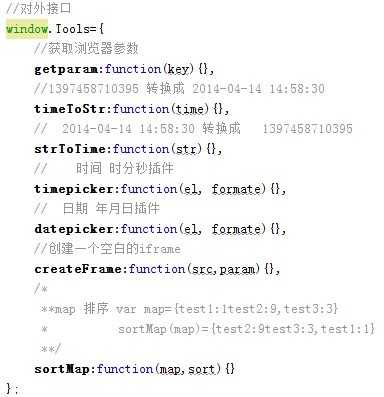 //对外接口
window.Tools={
//获取浏览器参数
getparam:function(key){},
//1397458710395 转换成 2014-04-14 14:58:30
timeToStr:function(time){},
// 2014-04-14 14:58:30 转换成 1397458710395
strToTime:function(str){},
// 时间 时分秒插件
timepicker:function(el, formate){},
// 日期 年月日插件
datepicker:function(el, formate){},
//创建一个空白的iframe
createFrame:function(src,param){},
/*
**map 排序 var map={test1:1test2:9,test3:3}
* sortMap(map)={test2:9test3:3,test1:1}
**/
sortMap:function(map,sort){}
};